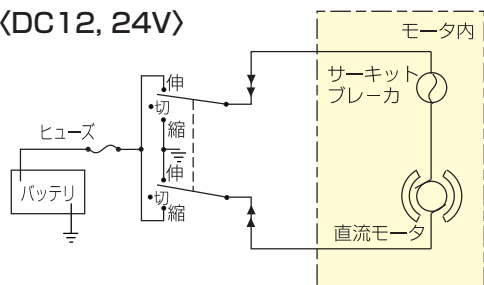 〈DC12, 24V〉
モータ内
サーキット
ブレーカ
伸
切
縮
ヒューズ
伸
切
縮
バッテリ
直流モータ